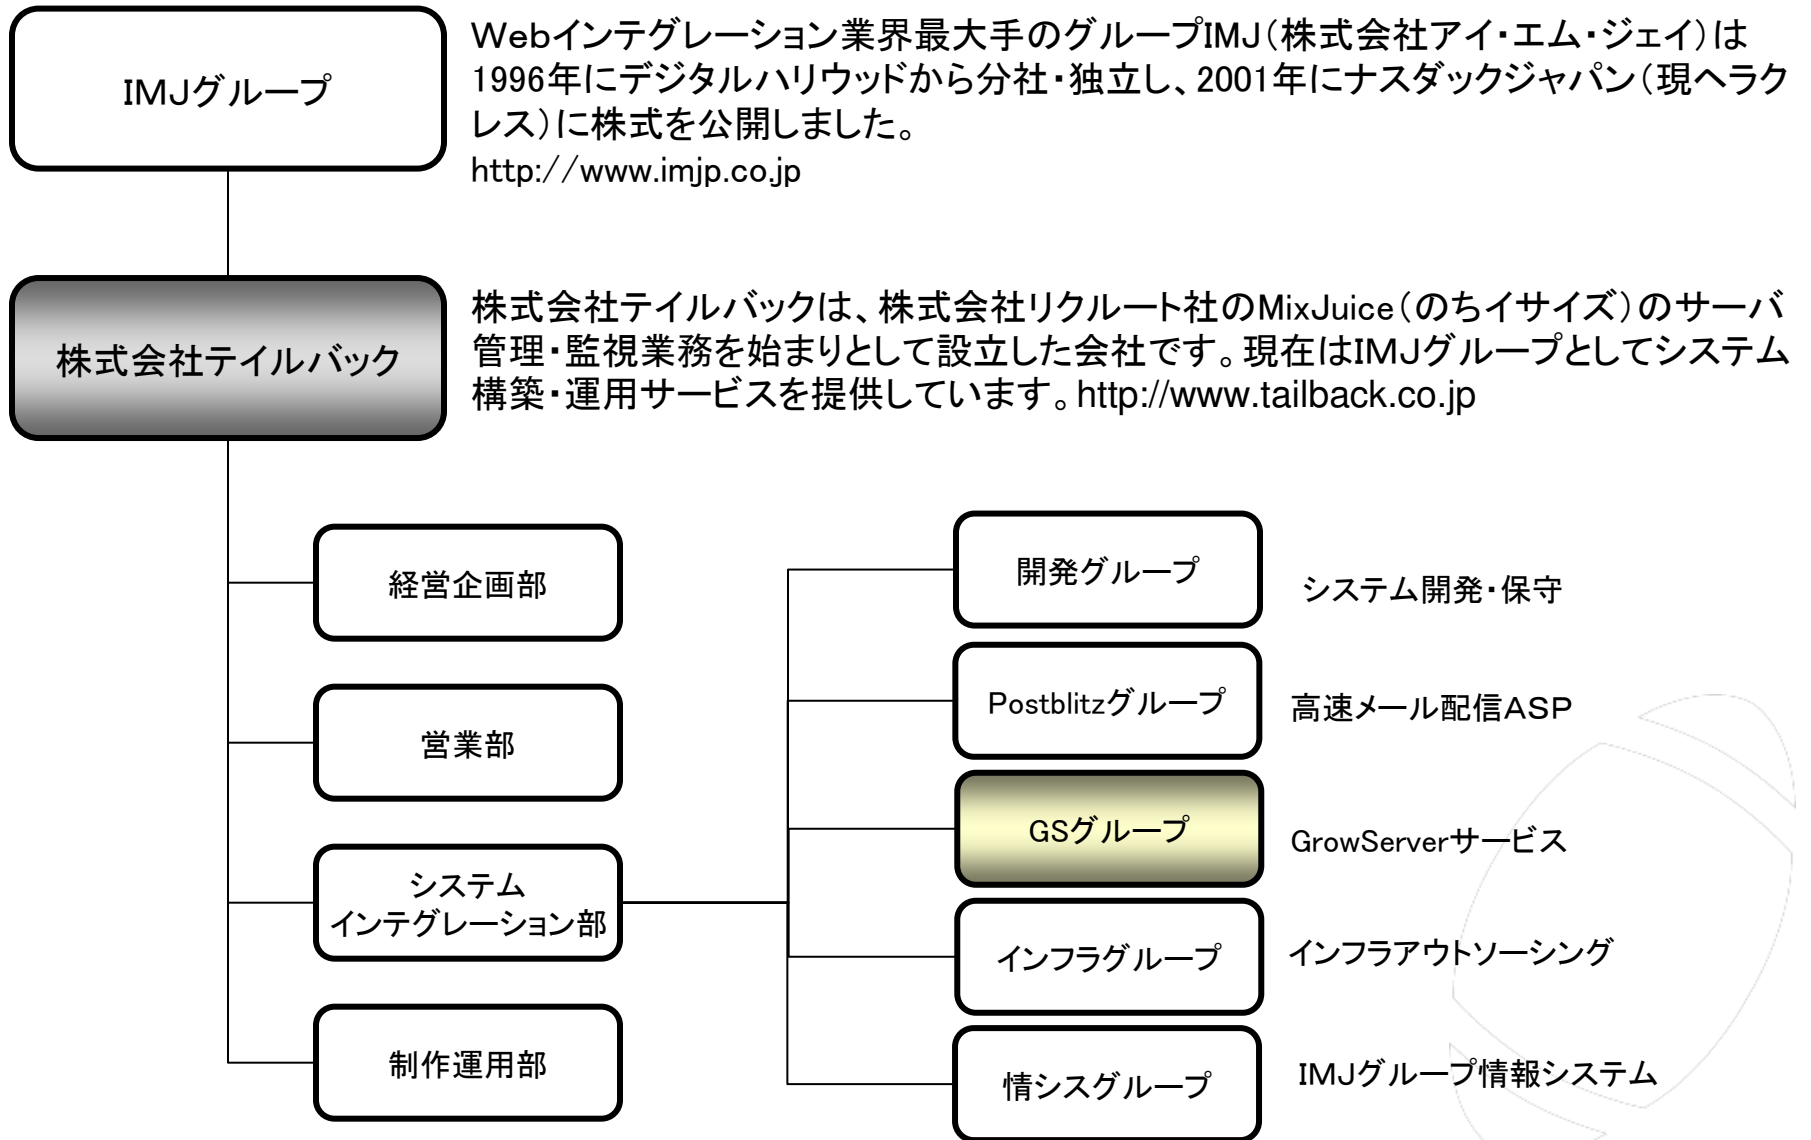 IMJグループ
Webインテグレーション業界最大手のグループIMJ(株式会社アイ・エム・ジェイ)は
1996年にデジタルハリウッドから分社・独立し、2001年にナスダックジャパン(現ヘラク
レス)に株式を公開しました。
http://www.imjp.co.jp
株式会社テイルバック
株式会社テイルバックは、株式会社リクルート社のMixJuice(のちイサイズ)のサーバ
管理・監視業務を始まりとして設立した会社です。現在はIMJグループとしてシステム
構築・運用サービスを提供しています。http://www.tailback.co.jp
経営企画部
営業部
システム
インテグレーション部
制作運用部
開発グループ
システム開発・保守
Postblitzグループ
高速メール配信ASP
GSグループ
GrowServerサービス
インフラグループ
インフラアウトソーシング
情シスグループ
IMJグループ情報システム